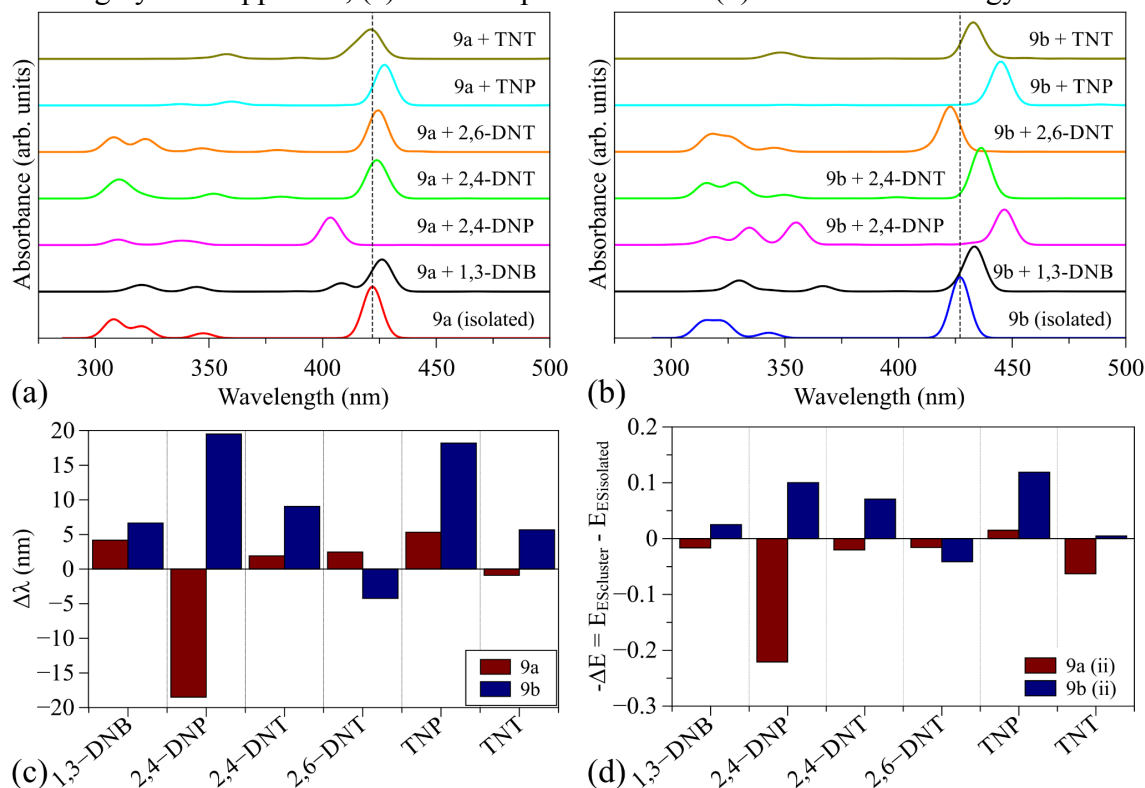 9a + TNT
9a + TNP
9a + 2,6-DNT
9a + 2,4-DNT
9a + 2,4-DNP
9a + 1,3-DNB
9a (isolated)
Absorbance (arb. units)
300 350 400 450 500
Wavelength (nm)
(a)
9b + TNT
9b + TNP
9b + 2,6-DNT
9b + 2,4-DNT
9b + 2,4-DNP
9b + 1,3-DNB
9b (isolated)
Absorbance (arb. units)
300 350 400 450 500
Wavelength (nm)
(b)
20
15
10
5
0
−5
−10
−15
−20
Δλ (nm)
9a
9b
1,3−DNB
2,4−DNP
2,4−DNT
2,6−DNT
TNP
TNT
(c)
0.2
0.1
0
−0.1
−0.2
−0.3
-ΔE = EEScluster - EESisolated
9a (ii)
9b (ii)
1,3−DNB
2,4−DNP
2,4−DNT
2,6−DNT
TNP
TNT
(d)